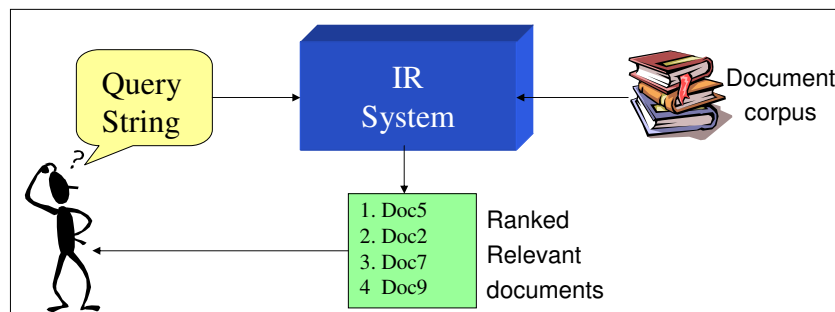 Query
String
IR
System
Document
corpus
?
1. Doc5
2. Doc2
3. Doc7
4 Doc9
Ranked
Relevant
documents